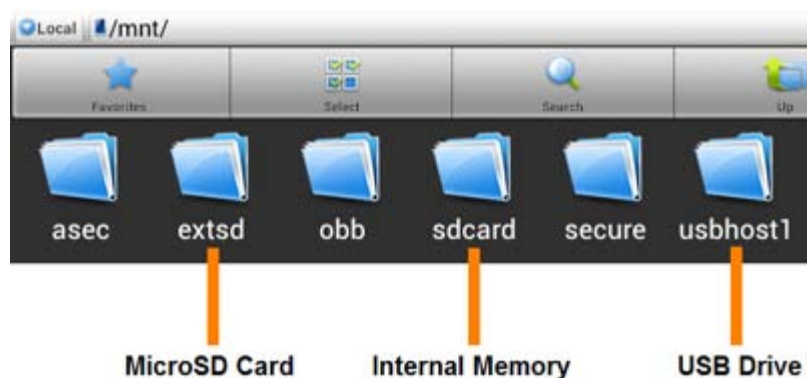 Local /mnt/
Favorites Select Search Up
asec extsd obb sdcard secure usbhost1
MicroSD Card Internal Memory USB Drive